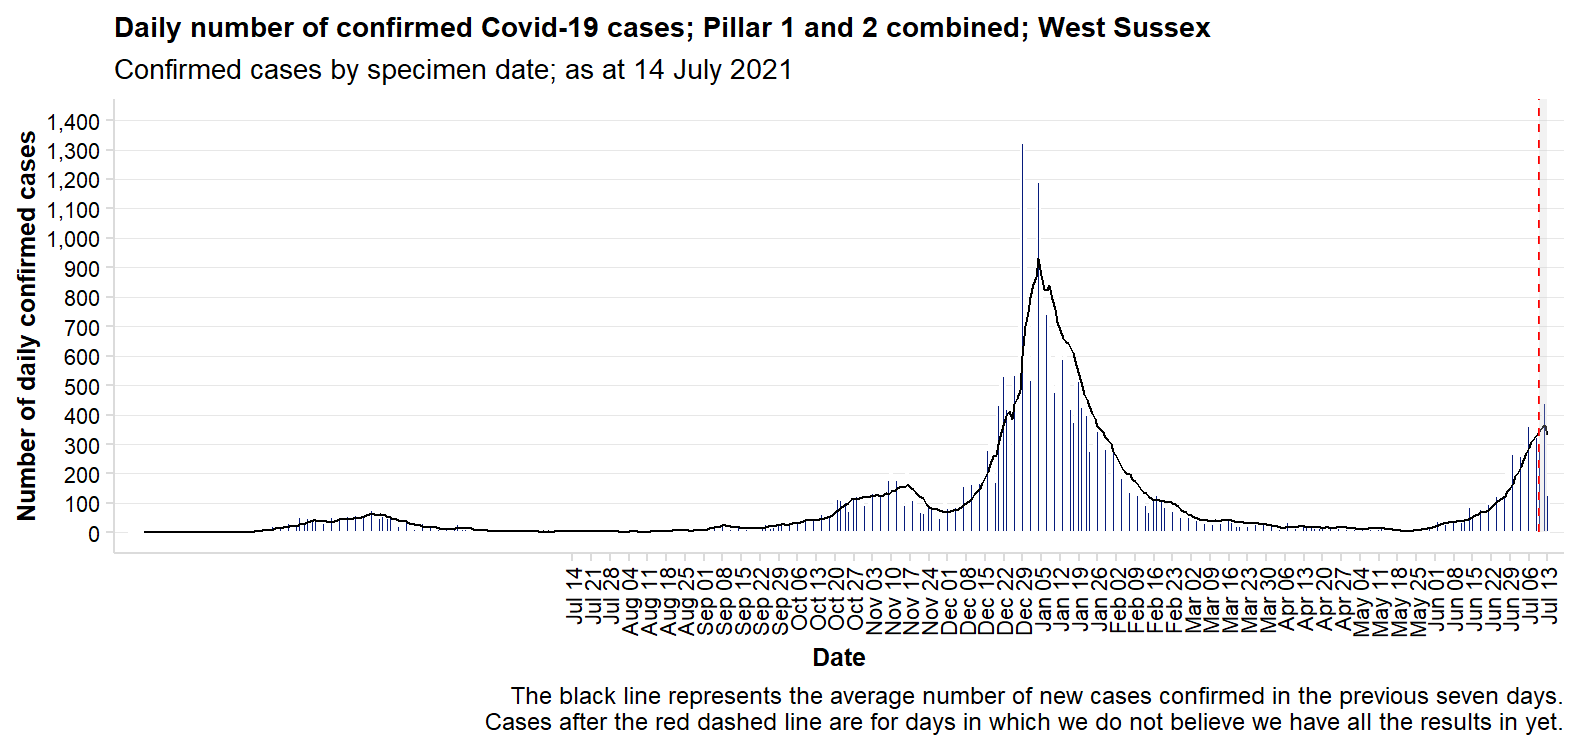 Daily number of confirmed Covid-19 cases; Pillar 1 and 2 combined; West Sussex
Confirmed cases by specimen date; as at 14 July 2021
Number of daily confirmed cases
1,400
1,300
1,200
1,100
1,000
900
800
700
600
500
400
300
200
100
0
Jul 14
Jul 21
Jul 28
Aug 04
Aug 11
Aug 18
Aug 25
Sep 01
Sep 08
Sep 15
Sep 22
Sep 29
Oct 06
Oct 13
Oct 20
Oct 27
Nov 03
Nov 10
Nov 17
Nov 24
Dec 01
Dec 08
Dec 15
Dec 22
Dec 29
Jan 05
Jan 12
Jan 19
Jan 26
Feb 02
Feb 09
Feb 16
Feb 23
Mar 02
Mar 09
Mar 16
Mar 23
Mar 30
Apr 06
Apr 13
Apr 20
Apr 27
May 04
May 11
May 18
May 25
Jun 01
Jun 08
Jun 15
Jun 22
Jun 29
Jul 06
Jul 13
Date
The black line represents the average number of new cases confirmed in the previous seven days.
Cases after the red dashed line are for days in which we do not believe we have all the results in yet.